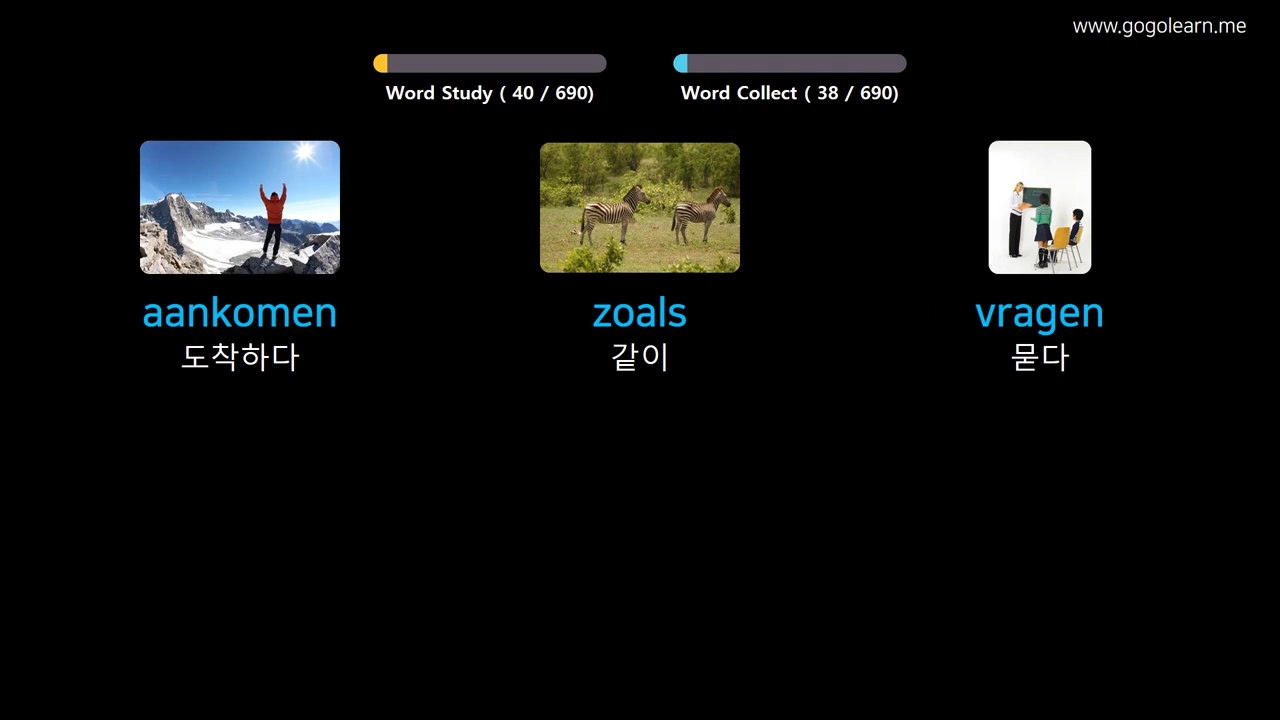 www.gogolearn.me
Word Study ( 40 / 690)
Word Collect ( 38 / 690)
aankomen
도착하다
zoals
같이
vragen
묻다